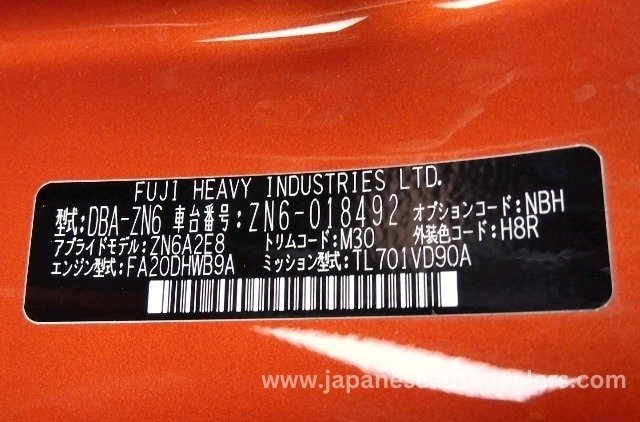 FUJI HEAVY INDUSTRIES LTD.
型式:DBA-ZN6 車台番号:ZN6-018492 オプションコード:NBH
アプライドモデル:ZN6A2E8 トリムコード:M30 外装色コード:H8R
エンジン型式:FA20DHWB9A ミッション型式:TL701VD90A
www.japanesecartradealers.com